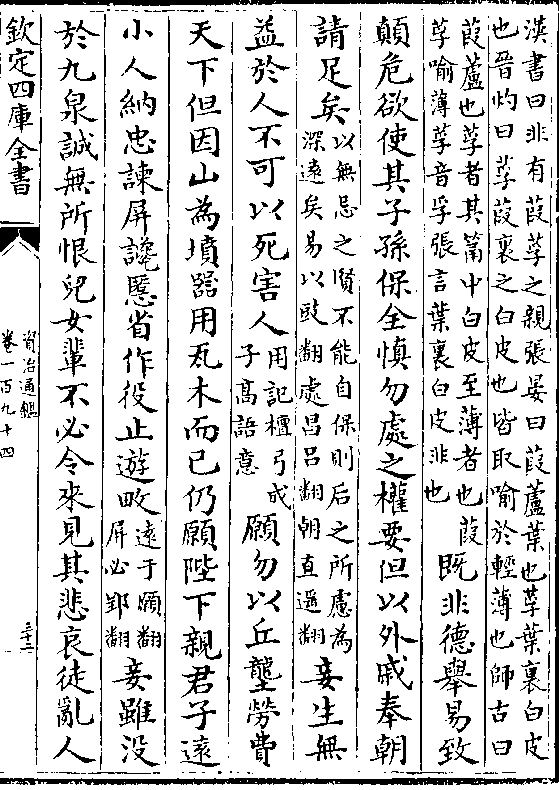 漢書曰非有葭莩之親張晏曰葭蘆葉也莩葉裏白皮
也晉灼曰莩葭裏之白皮也皆取喻於輕薄也師古曰
葭蘆也莩者其筩中白皮至薄者也葭
莩喻薄莩音孚張言葉裏白皮非也
既非德舉易致
顛危欲使其子孫保全慎勿處之權要但以外戚奉朝
請足矣
以無忌之賢不能自保則后之所慮為
深遠矣易以豉翻處昌呂翻朝直遥翻
妾生無
益於人不可以死害人
用記檀弓成
子高語意
願勿以丘壟勞費
天下但因山為墳器用瓦木而已仍願陛下親君子遠
小人納忠諫屏讒慝省作役止遊畋
遠于願翻
屏必郢翻
妾雖没
於九泉誠無所恨兒女輩不必令來見其悲哀徒亂人
欽定四庫全書
資治通鑑
卷一百九十四
三十二